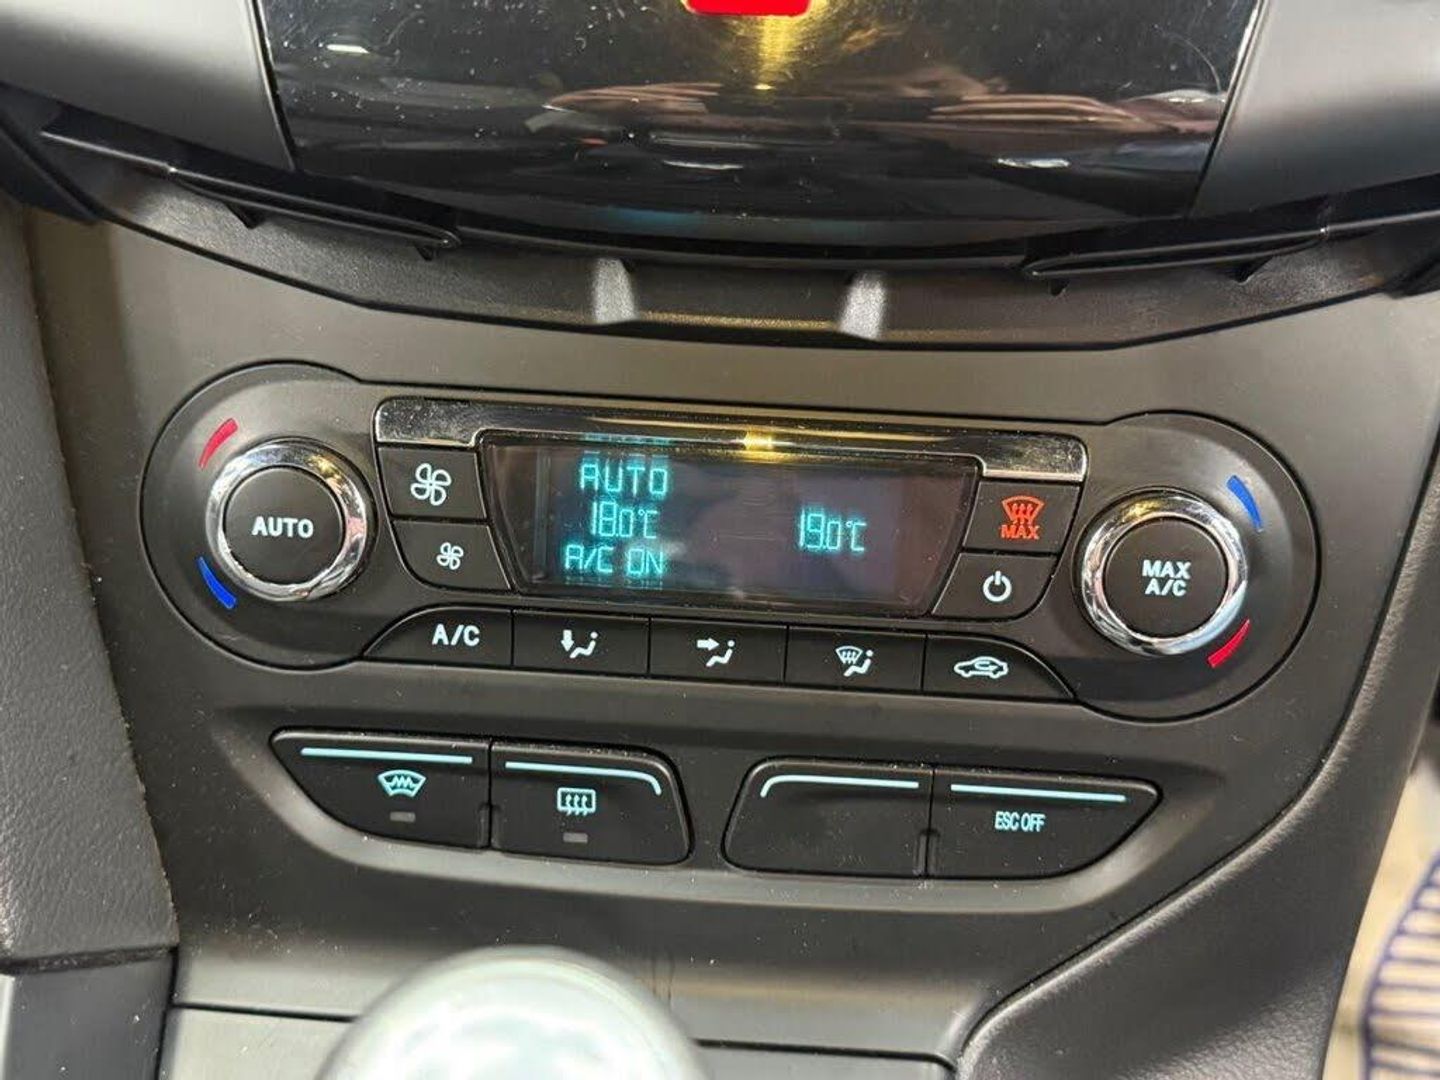 AUTO
AUTO
18.0°C
19.0°C
A/C ON
MAX
MAX
A/C
A/C
ESC OFF